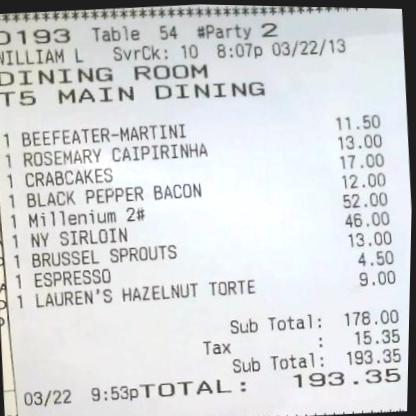 0193 Table 54 #Party 2
WILLIAM L SvrCk: 10 8:07p 03/22/13
DINING ROOM
T5 MAIN DINING
1 BEEFEATER-MARTINI 11.50
1 ROSEMARY CAIPIRINHA 13.00
1 CRABCAKES 17.00
1 BLACK PEPPER BACON 12.00
1 Millenium 2# 52.00
1 NY SIRLOIN 46.00
1 BRUSSEL SPROUTS 13.00
1 ESPRESSO 4.50
1 LAUREN'S HAZELNUT TORTE 9.00
Sub Total: 178.00
Tax : 15.35
Sub Total: 193.35
03/22 9:53pTOTAL: 193.35